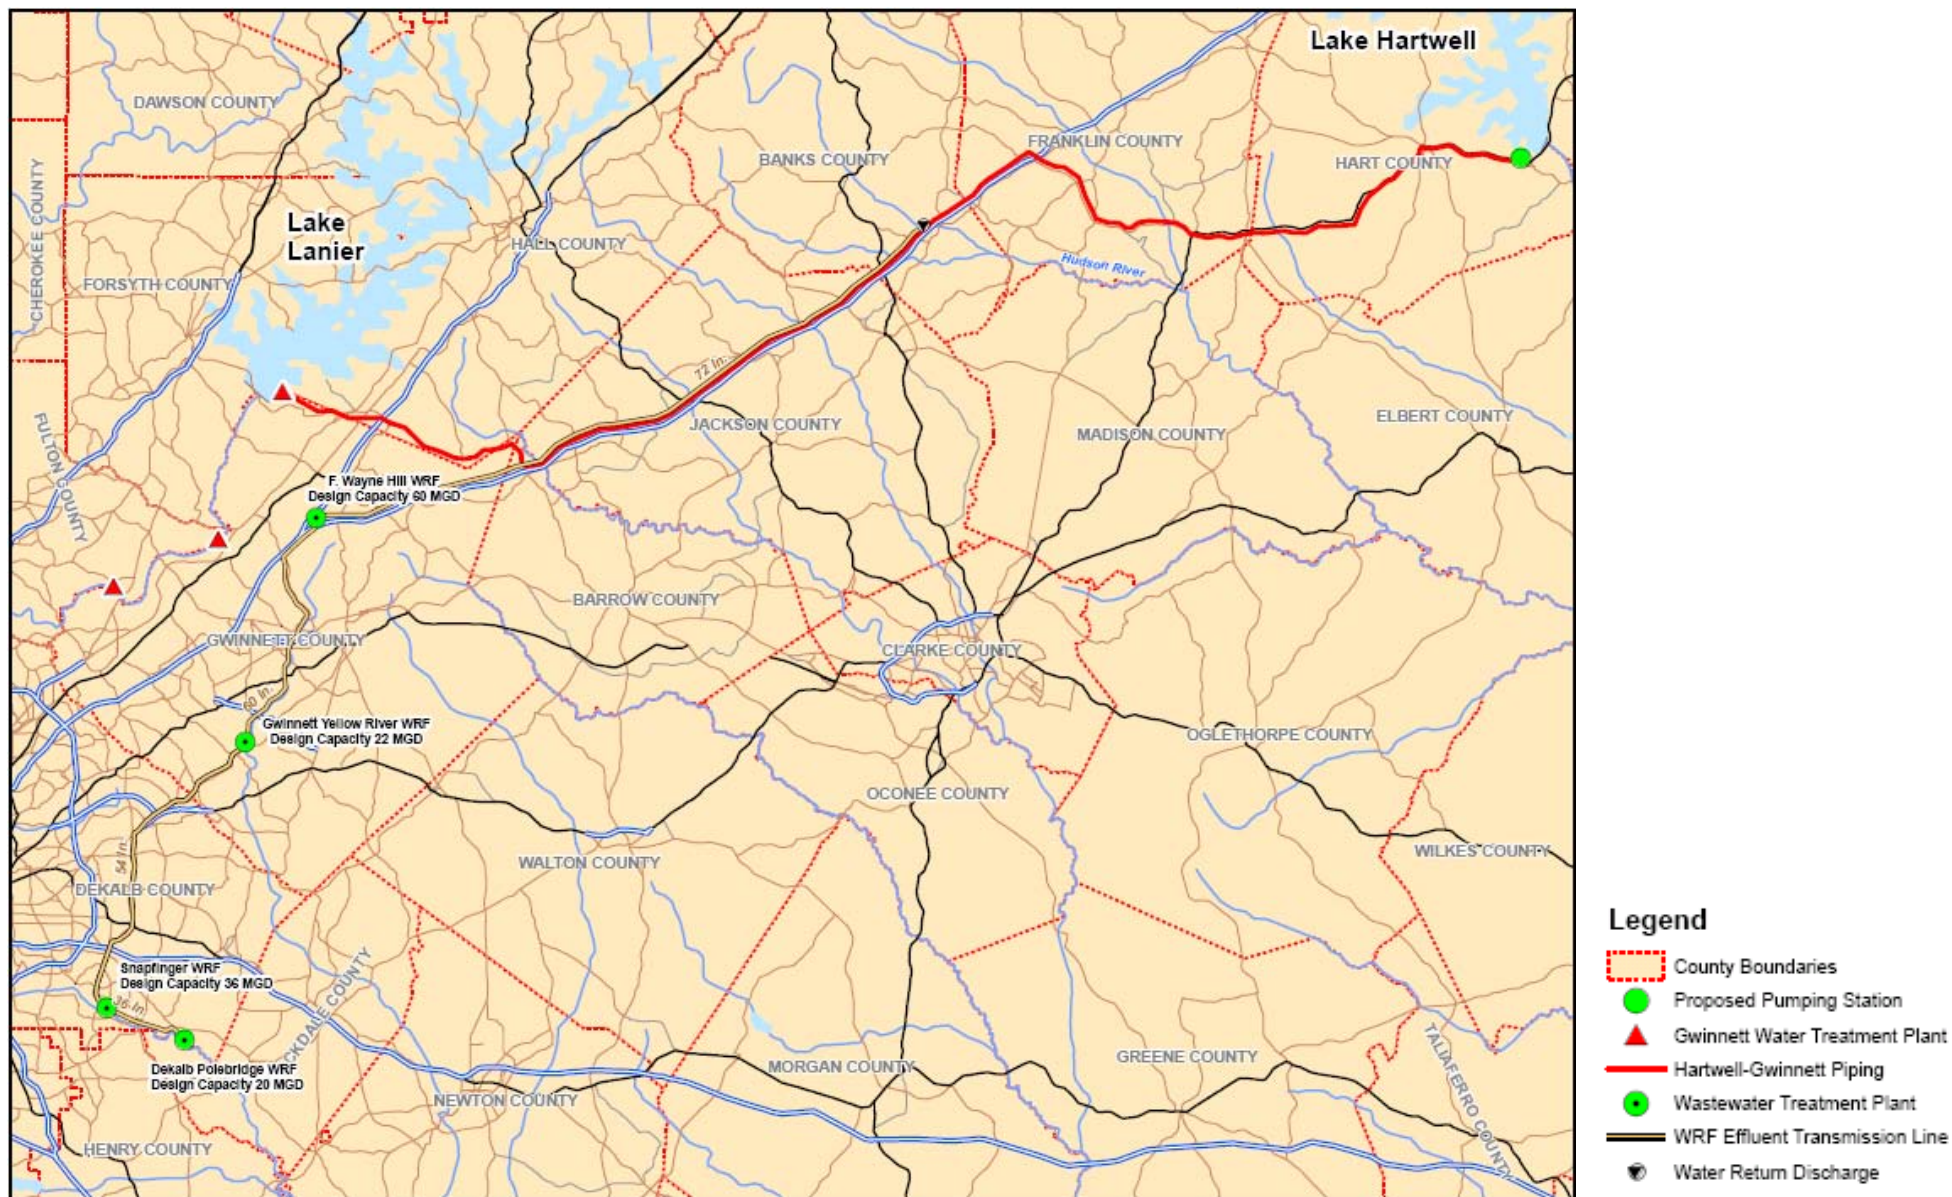 Lake Hartwell
DAWSON COUNTY
FRANKLIN COUNTY
BANKS COUNTY
HART COUNTY
CHEROKEE COUNTY
Lake
Lanier
HALL COUNTY
Hudson River
FORSYTH COUNTY
72 In.
JACKSON COUNTY
ELBERT COUNTY
MADISON COUNTY
FULTON COUNTY
F. Wayne Hill WRF
Design Capacity 60 MGD
BARROW COUNTY
GWINNETT COUNTY
CLARKE COUNTY
60 In.
Gwinnett Yellow River WRF
Design Capacity 22 MGD
OGLETHORPE COUNTY
OCONEE COUNTY
54 In.
WALTON COUNTY
WILKES COUNTY
DEKALB COUNTY
Snapfinger WRF
Design Capacity 36 MGD
36 In.
CKDALE COUNTY
Dekalb Polebridge WRF
Design Capacity 20 MGD
MORGAN COUNTY
GREENE COUNTY
TALIAFERRO COUNTY
NEWTON COUNTY
HENRY COUNTY
Legend
County Boundaries
Proposed Pumping Station
Gwinnett Water Treatment Plant
Hartwell-Gwinnett Piping
Wastewater Treatment Plant
WRF Effluent Transmission Line
Water Return Discharge